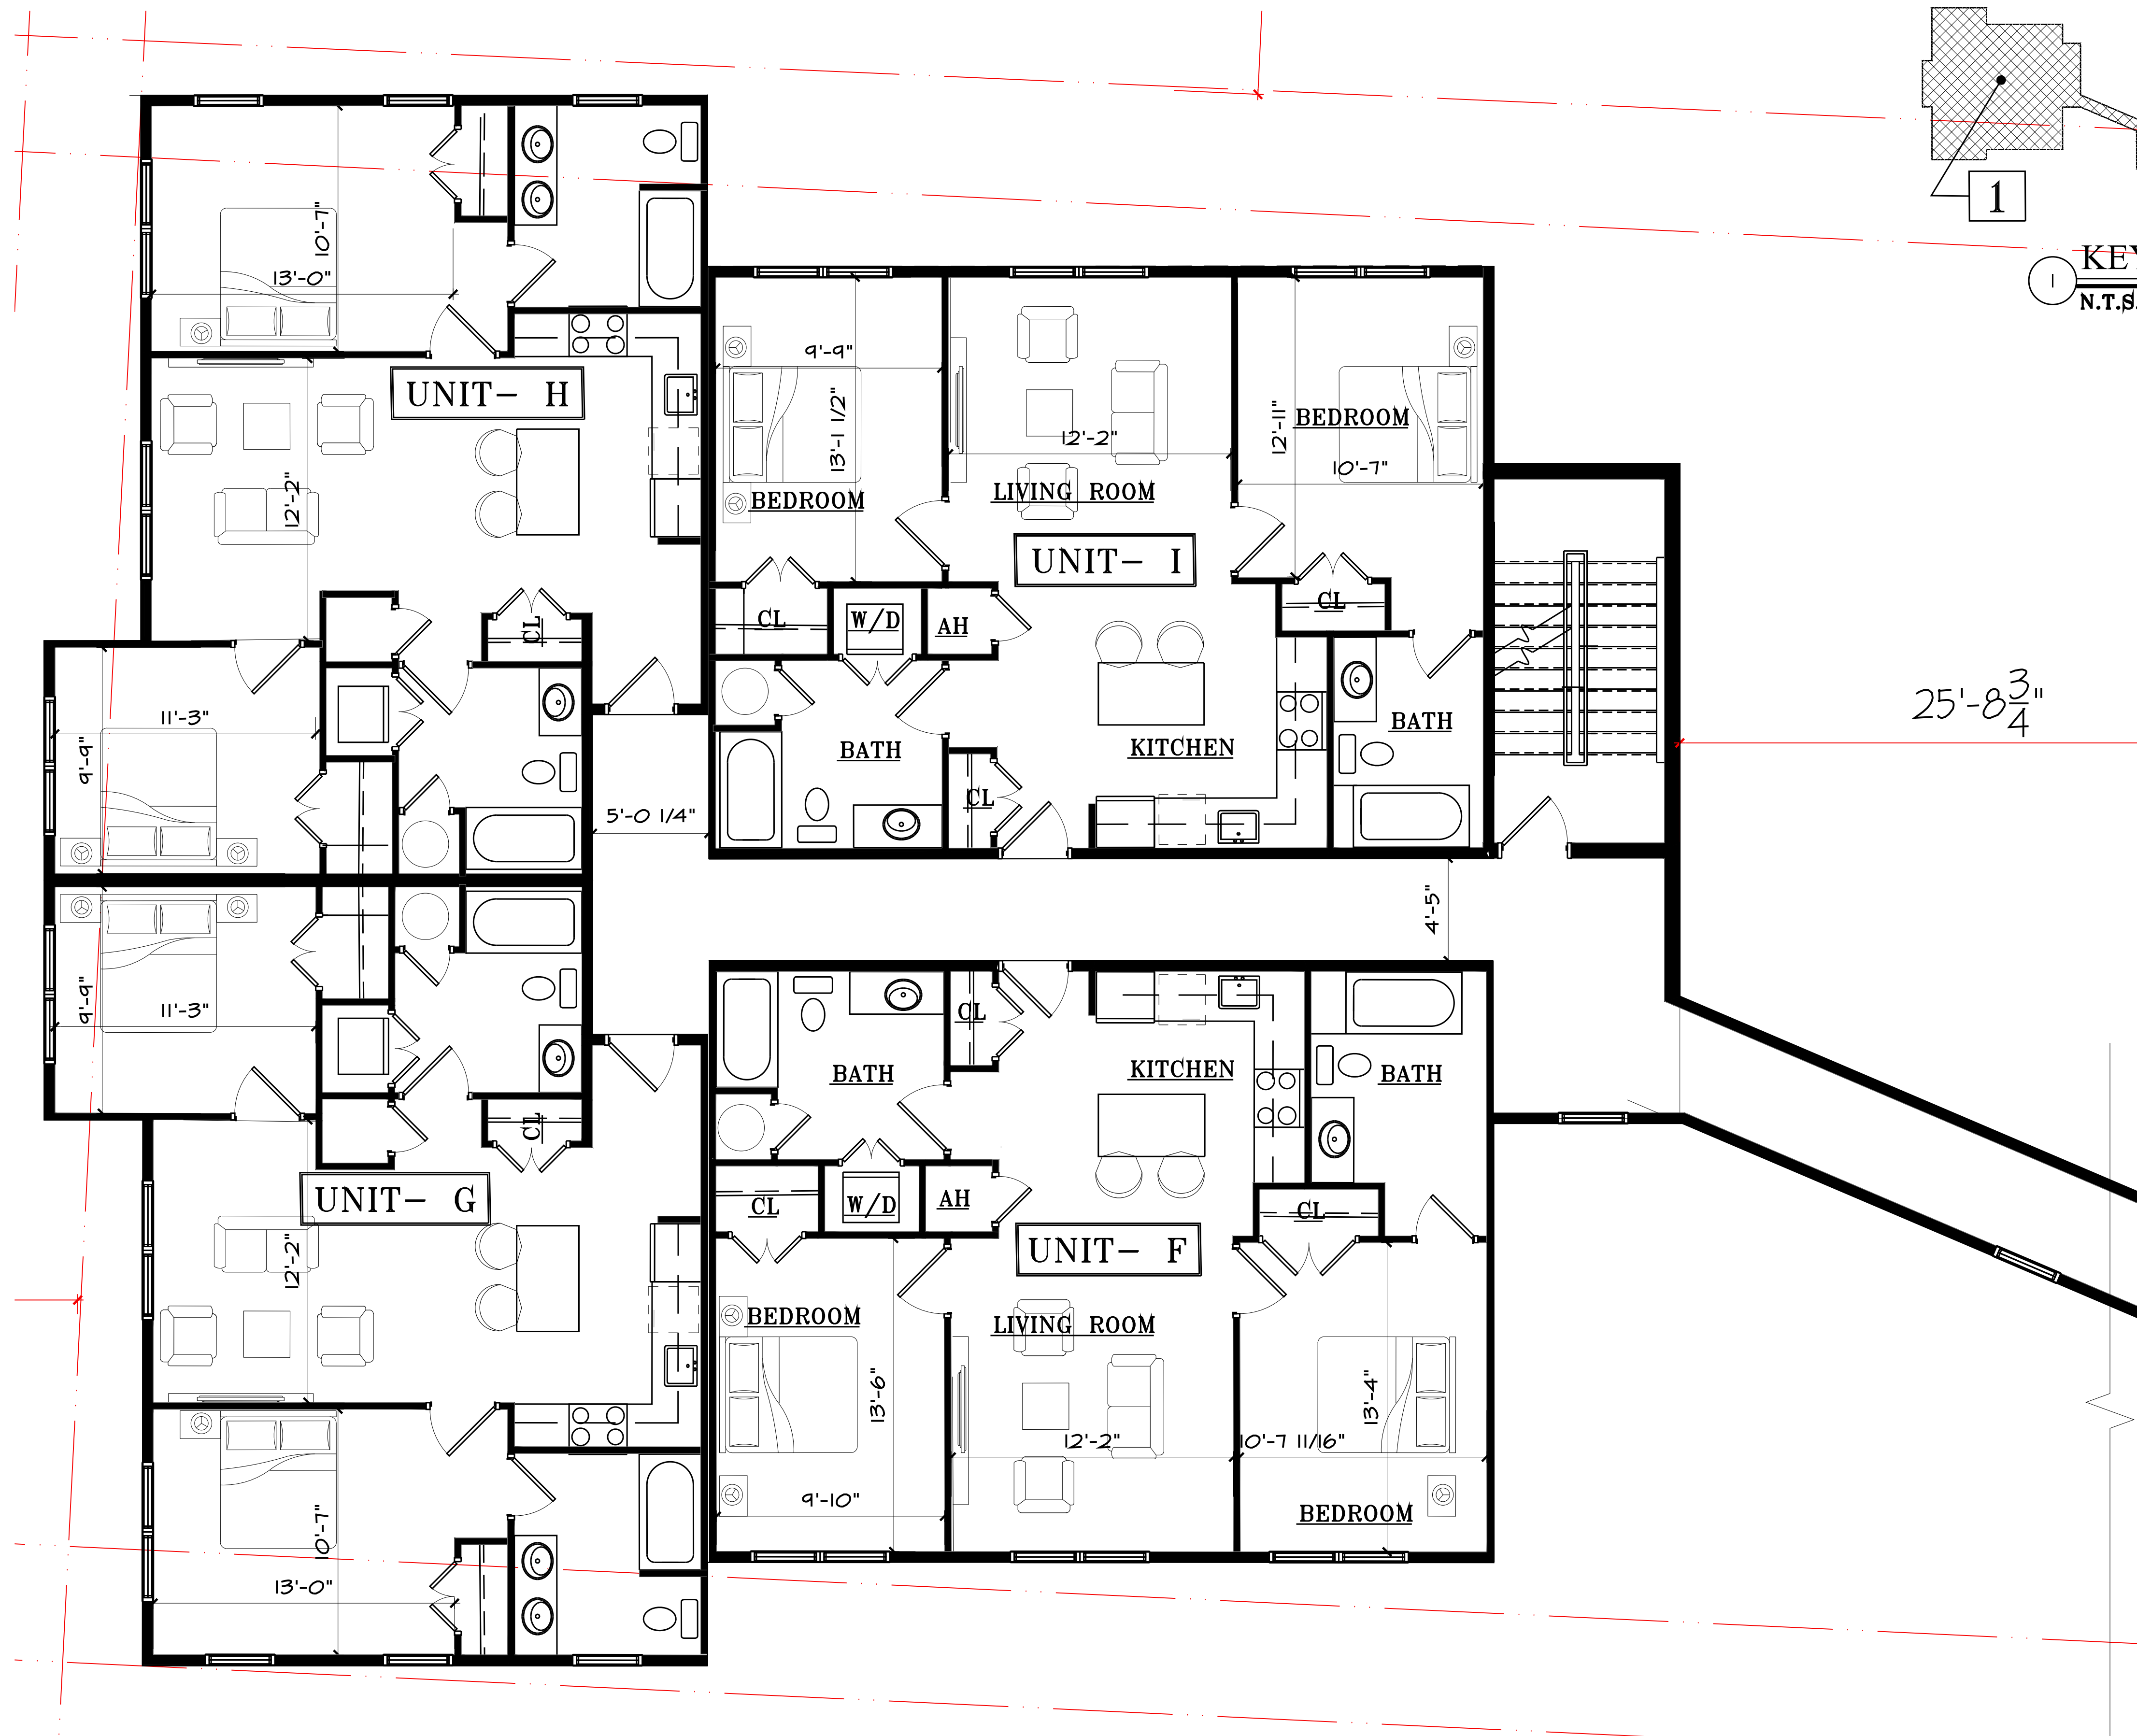 1
1
KEY
N.T.S.
10'-7"
13'-0"
UNIT- H
12'-2"
CL
11'-3"
9'-9"
5'-0 1/4"
9'-9"
13'-1 1/2"
BEDROOM
LIVING ROOM
12'-2"
12'-11"
BEDROOM
10'-7"
UNIT- I
CL
W/D
AH
CL
BATH
KITCHEN
BATH
CL
25'-8 3/4"
4'-5"
9'-9"
11'-3"
CL
UNIT- G
12'-2"
10'-7"
13'-0"
CL
BATH
KITCHEN
BATH
CL
W/D
AH
CL
UNIT- F
BEDROOM
LIVING ROOM
13'-6"
13'-4"
12'-2"
10'-7 11/16"
9'-10"
BEDROOM